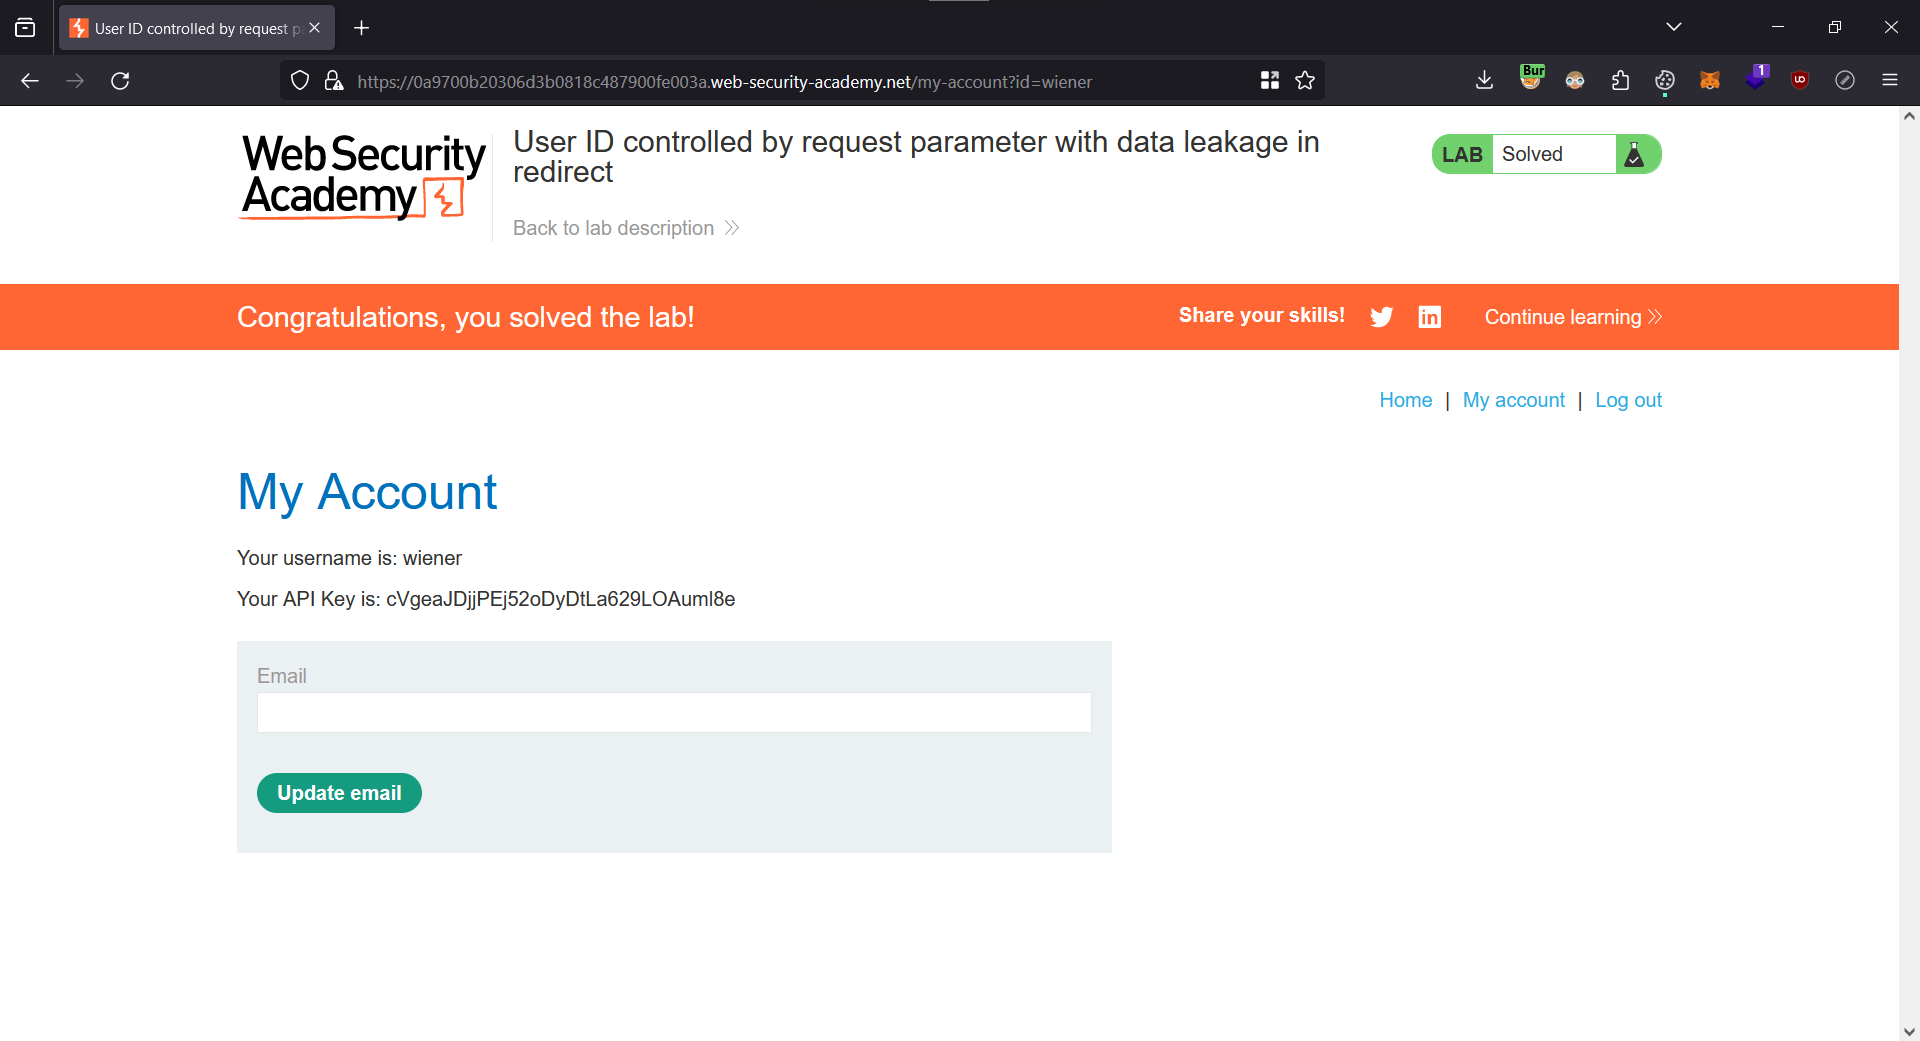 User ID controlled by request p
Bur
1
https://0a9700b20306d3b0818c487900fe003a.web-security-academy.net/my-account?id=wiener
Web Security
Academy
User ID controlled by request parameter with data leakage in
redirect
Back to lab description
LAB Solved
Congratulations, you solved the lab!
Share your skills!
in
Continue learning
Home | My account | Log out
My Account
Your username is: wiener
Your API Key is: cVgeaJDjjPEj52oDyDtLa629LOAuml8e
Email
Update email